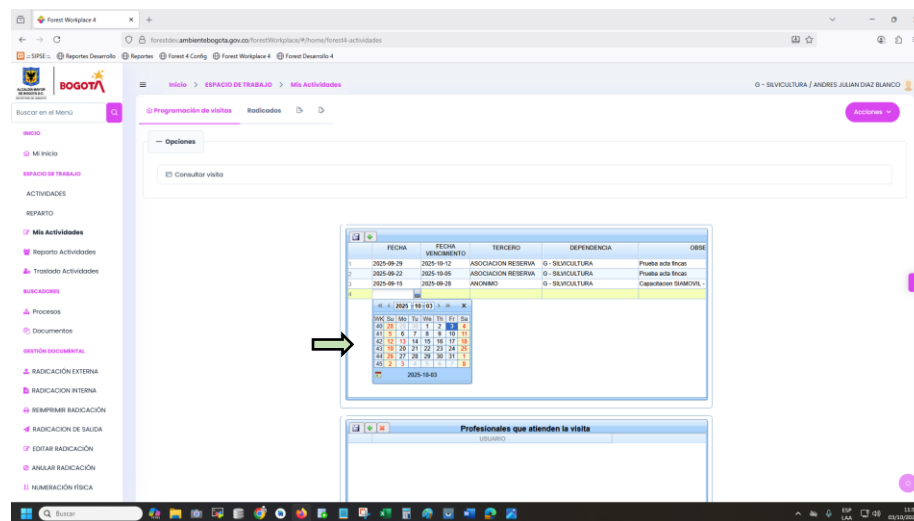 Forest Workplace 4
forestdev.ambientebogota.gov.co/forestWorkplace/#/home/forest4-actividades
:: SIPSE :: Reportes Desarrollo Reportes Forest 4 Config Forest Workplace 4 Forest Desarrollo 4
BOGOTÁ
Inicio > ESPACIO DE TRABAJO > Mis Actividades
G - SILVICULTURA / ANDRES JULIAN DIAZ BLANCO
Buscar en el Menú
Programación de visitas Radicados
Acciones
INICIO
Mi Inicio
ESPACIO DE TRABAJO
ACTIVIDADES
REPARTO
Mis Actividades
Reparto Actividades
Traslado Actividades
BUSCADORES
Procesos
Documentos
GESTIÓN DOCUMENTAL
RADICACIÓN EXTERNA
RADICACION INTERNA
REIMPRIMIR RADICACIÓN
RADICACION DE SALIDA
EDITAR RADICACIÓN
ANULAR RADICACIÓN
NUMERACIÓN FÍSICA
Opciones
Consultar visita
FECHA FECHA VENCIMIENTO TERCERO DEPENDENCIA OBSE
1 2025-09-29 2025-10-12 ASOCIACION RESERVA G - SILVICULTURA Prueba acta fincas
2 2025-09-22 2025-10-05 ASOCIACION RESERVA G - SILVICULTURA Prueba acta fincas
3 2025-09-15 2025-09-28 ANONIMO G - SILVICULTURA Capacitacion SIAMOVIL -
4
2025 - 10 - 03 X
WK Su Mo Tu We Th Fr Sa
40 28 29 30 1 2 3 4
41 5 6 7 8 9 10 11
42 12 13 14 15 16 17 18
43 19 20 21 22 23 24 25
44 26 27 28 29 30 31 1
45 2 3 4 5 6 7 8
2025-10-03
Profesionales que atienden la visita
USUARIO
Buscar
ESP
LAA
03/10/202